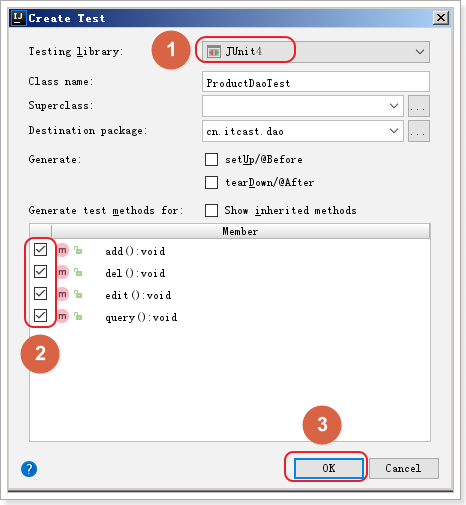 IJ Create Test
Testing library: 1 JUnit4
Class name: ProductDaoTest
Superclass: ...
Destination package: cn.itcast.dao ...
Generate: setUp/@Before
tearDown/@After
Generate test methods for: Show inherited methods
Member
m add():void
m del():void
m edit():void
m query():void
2
3
? OK Cancel